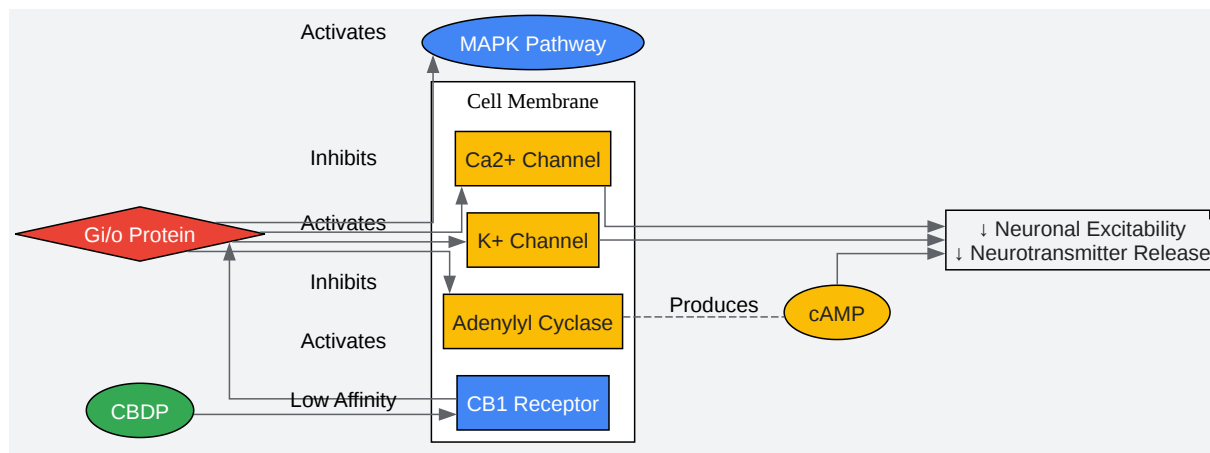 Activates
MAPK Pathway
Cell Membrane
Inhibits
Ca2+ Channel
Activates
Gi/o Protein
K+ Channel
↓ Neuronal Excitability
↓ Neurotransmitter Release
Inhibits
Adenylyl Cyclase
Produces
cAMP
Activates
Low Affinity
CBDP
CB1 Receptor